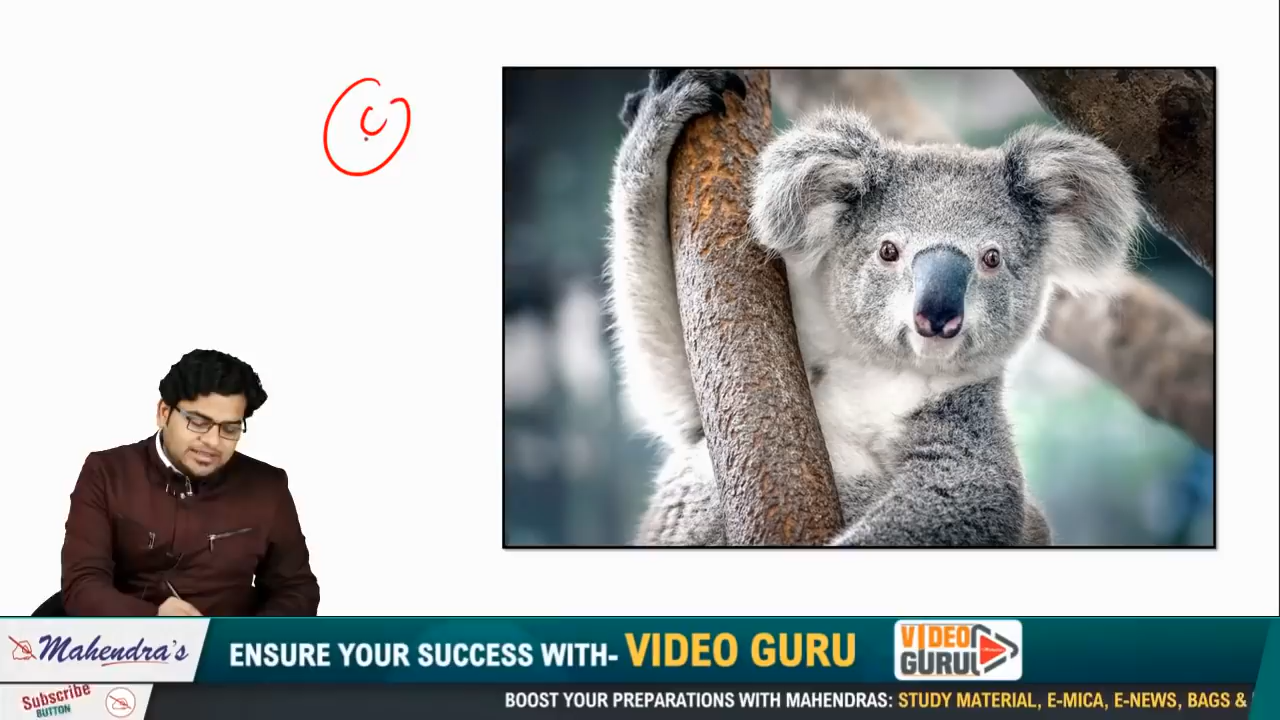 Mahendra's
ENSURE YOUR SUCCESS WITH- VIDEO GURU
VIDEO
GURU
Subscribe
BUTTON
BOOST YOUR PREPARATIONS WITH MAHENDRAS: STUDY MATERIAL, E-MICA, E-NEWS, BAGS &